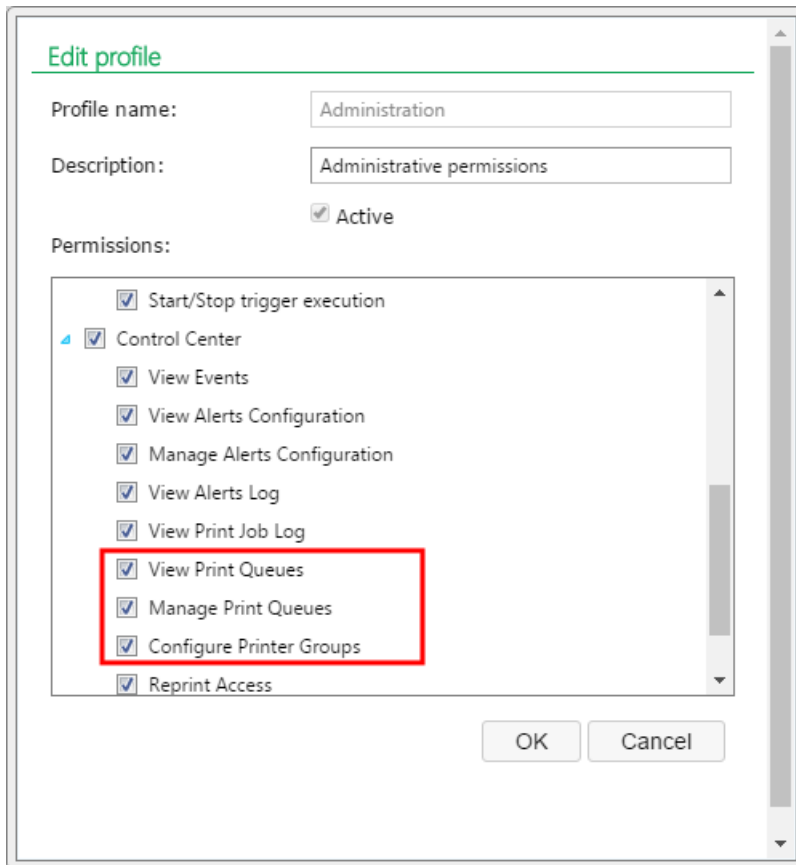 Edit profile
Profile name: Administration
Description: Administrative permissions
Active
Permissions:
Start/Stop trigger execution
Control Center
View Events
View Alerts Configuration
Manage Alerts Configuration
View Alerts Log
View Print Job Log
View Print Queues
Manage Print Queues
Configure Printer Groups
Reprint Access
OK Cancel